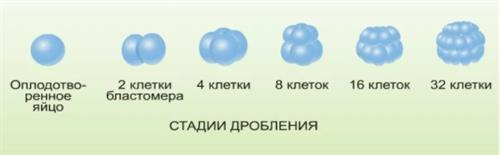 Оплодотво-
ренное
яйцо
2 клетки
бластомера
4 клетки
8 клеток
16 клеток
32 клетки
СТАДИИ ДРОБЛЕНИЯ